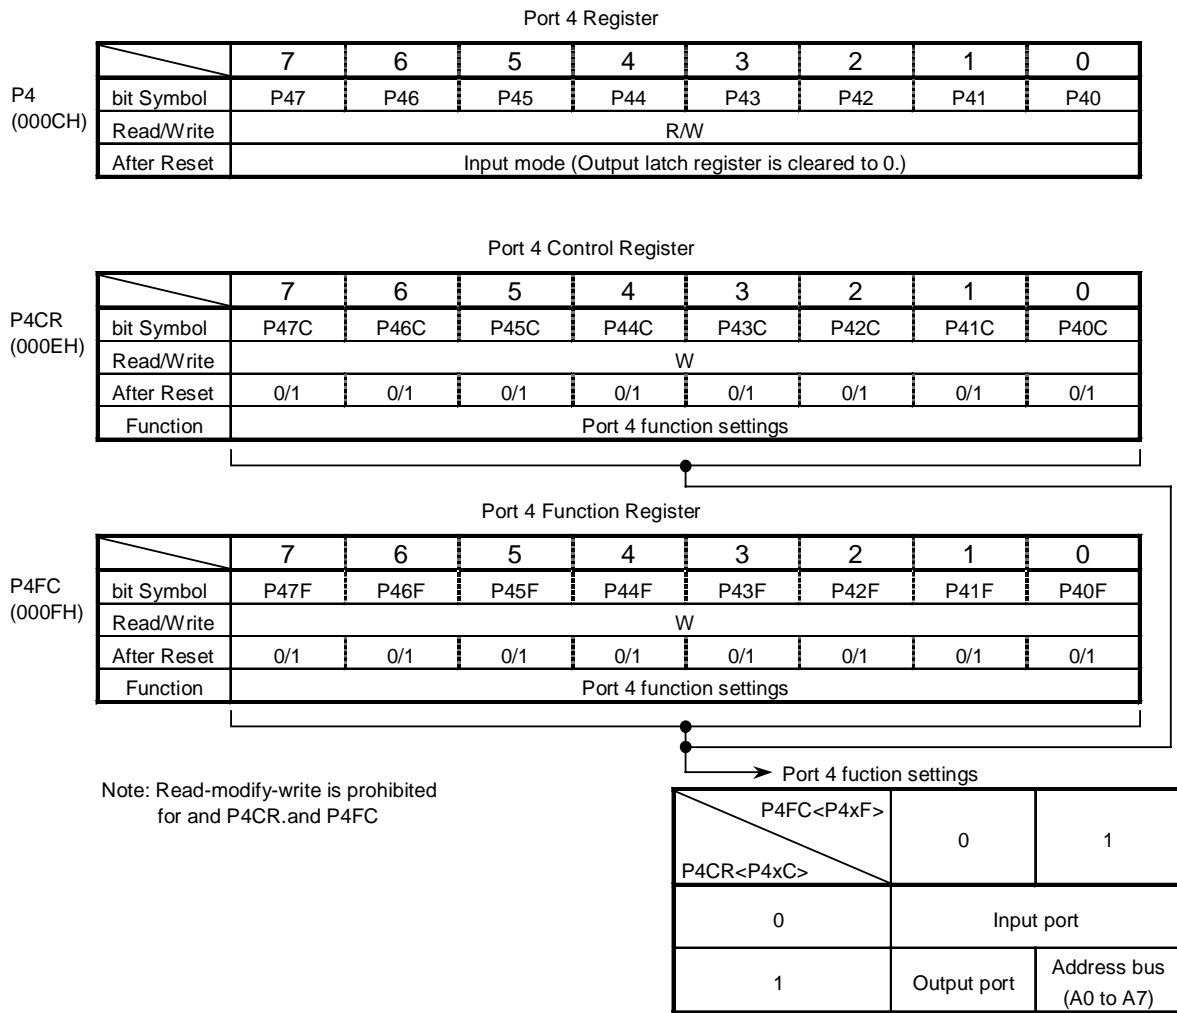 Port 4 Register
7 6 5 4 3 2 1 0
P4
(000CH)
bit Symbol P47 P46 P45 P44 P43 P42 P41 P40
Read/Write R/W
After Reset Input mode (Output latch register is cleared to 0.)
Port 4 Control Register
7 6 5 4 3 2 1 0
P4CR
(000EH)
bit Symbol P47C P46C P45C P44C P43C P42C P41C P40C
Read/Write W
After Reset 0/1 0/1 0/1 0/1 0/1 0/1 0/1 0/1
Function Port 4 function settings
Port 4 Function Register
7 6 5 4 3 2 1 0
P4FC
(000FH)
bit Symbol P47F P46F P45F P44F P43F P42F P41F P40F
Read/Write W
After Reset 0/1 0/1 0/1 0/1 0/1 0/1 0/1 0/1
Function Port 4 function settings
Note: Read-modify-write is prohibited
for and P4CR.and P4FC
Port 4 fuction settings
P4FC<P4xF>
P4CR<P4xC>
0 1
0 Input port
1 Output port Address bus
(A0 to A7)